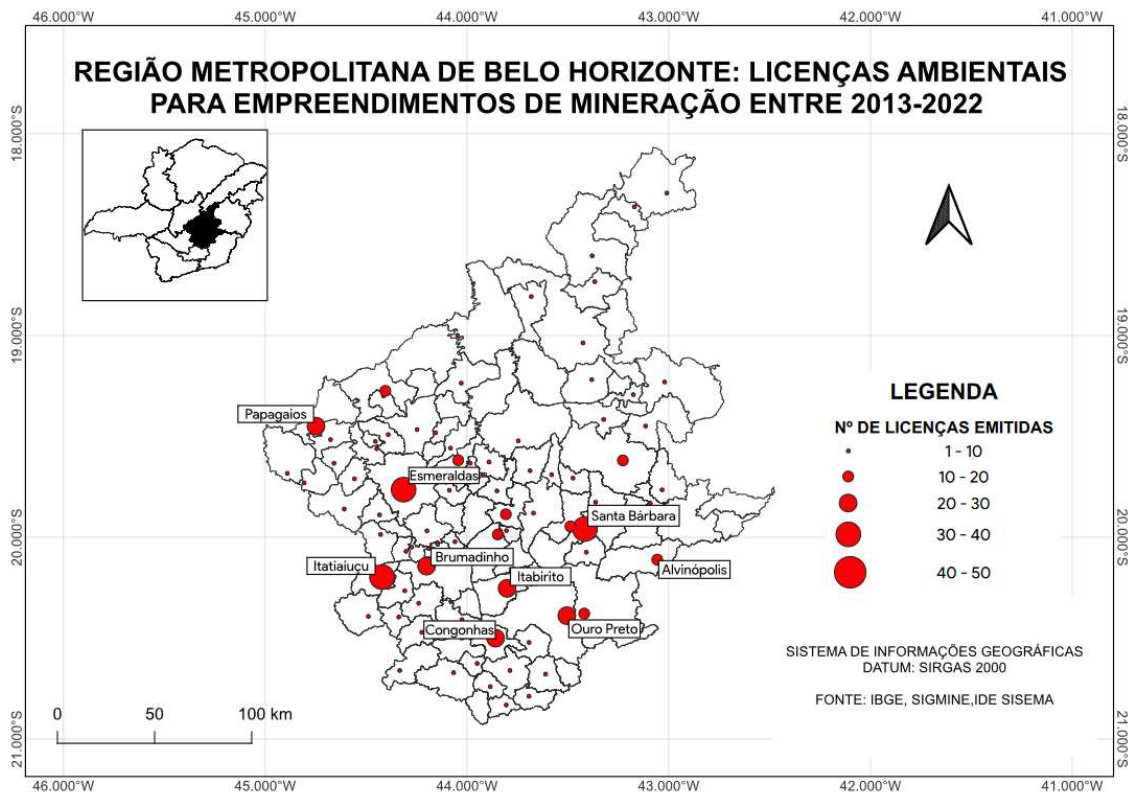 46.000°W 45.000°W 44.000°W 43.000°W 42.000°W 41.000°W
REGIÃO METROPOLITANA DE BELO HORIZONTE: LICENÇAS AMBIENTAIS
PARA EMPREENDIMENTOS DE MINERAÇÃO ENTRE 2013-2022
18.000°S 18.000°S
19.000°S 19.000°S
Papagaios
Esmeraldas
Santa Bárbara
20.000°S 20.000°S
Brumadinho
Itatiaiuçu
Itabirito
Alvinópolis
Congonhas
Ouro Preto
21.000°S 21.000°S
LEGENDA
Nº DE LICENÇAS EMITIDAS
1 - 10
10 - 20
20 - 30
30 - 40
40 - 50
SISTEMA DE INFORMAÇÕES GEOGRÁFICAS
DATUM: SIRGAS 2000
FONTE: IBGE, SIGMINE,IDE SISEMA
0 50 100 km
46.000°W 45.000°W 44.000°W 43.000°W 42.000°W 41.000°W